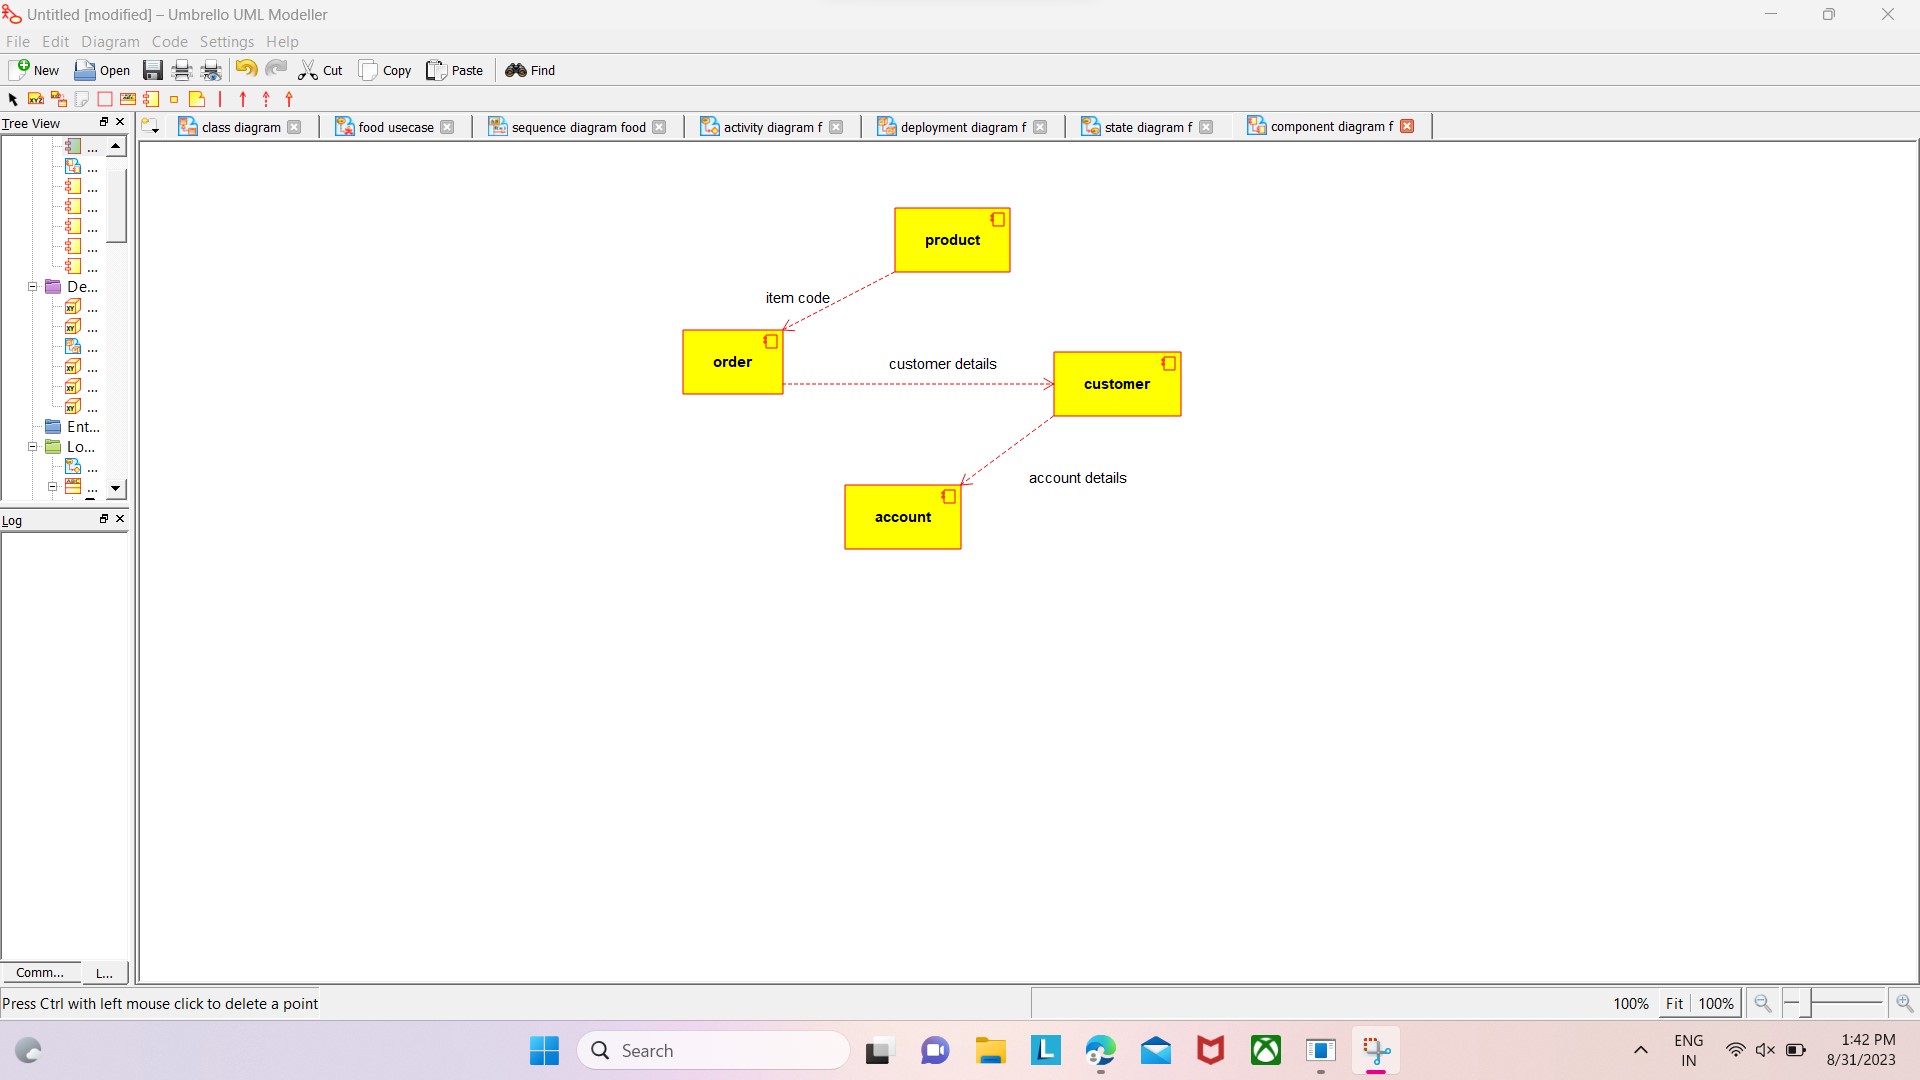 Untitled [modified] – Umbrello UML Modeller
File Edit Diagram Code Settings Help
New Open Cut Copy Paste Find
Tree View
class diagram food usecase sequence diagram food activity diagram f deployment diagram f state diagram f component diagram f
...
...
...
...
...
...
...
De...
...
...
...
...
...
...
Ent...
Lo...
...
...
product
item code
order
customer details
customer
account details
account
Log
Comm... L...
Press Ctrl with left mouse click to delete a point
100% Fit 100%
Search
ENG
IN
1:42 PM
8/31/2023